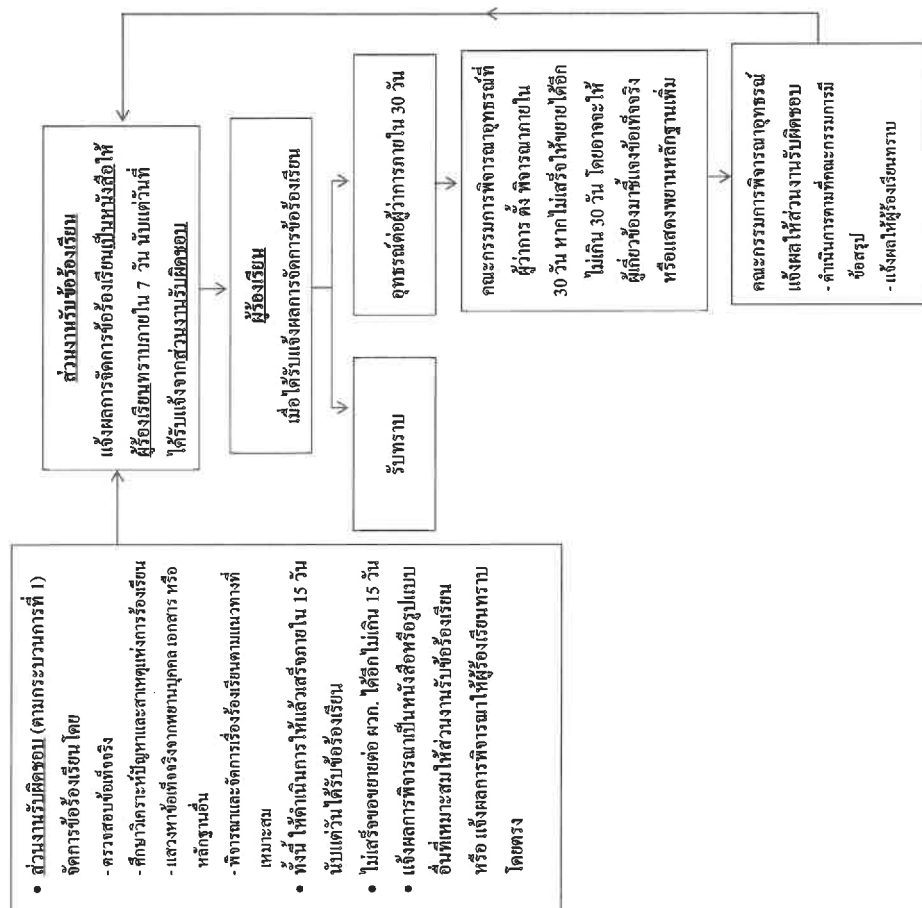 • ส่วนงานรับผิดชอบ (ตามกระบวนการที่ 1)
จัดการข้อร้องเรียนโดย
- ตรวจสอบข้อเท็จจริง
- ศึกษาวิเคราะห์ปัญหาและสาเหตุแห่งการร้องเรียน
- แสวงหาข้อเท็จจริงจากพยานบุคคล เอกสาร หรือ
หลักฐานอื่น
- พิจารณาและจัดการเรื่องร้องเรียนตามแนวทางที่
เหมาะสม
• ทั้งนี้ ให้ดำเนินการให้แล้วเสร็จภายใน 15 วัน
นับแต่วันได้รับข้อร้องเรียน
• ไม่เสร็จขอขยายต่อ ผวก. ได้อีกไม่เกิน 15 วัน
• แจ้งผลการพิจารณาเป็นหนังสือหรือรูปแบบ
อื่นที่เหมาะสมให้ส่วนงานรับข้อร้องเรียน
หรือ แจ้งผลการพิจารณาให้ผู้ร้องเรียนทราบ
โดยตรง
ส่วนงานรับข้อร้องเรียน
แจ้งผลการจัดการข้อร้องเรียนเป็นหนังสือให้
ผู้ร้องเรียนทราบภายใน 7 วัน นับแต่วันที่
ได้รับแจ้งจากส่วนงานรับผิดชอบ
ผู้ร้องเรียน
เมื่อได้รับแจ้งผลการจัดการข้อร้องเรียน
รับทราบ
อุทธรณ์ต่อผู้ว่าการภายใน 30 วัน
คณะกรรมการพิจารณาอุทธรณ์ที่
ผู้ว่าการ ตั้ง พิจารณาภายใน
30 วัน หากไม่เสร็จให้ขยายได้อีก
ไม่เกิน 30 วัน โดยอาจจะให้
ผู้เกี่ยวข้องมาชี้แจงข้อเท็จจริง
หรือแสดงพยานหลักฐานเพิ่ม
คณะกรรมการพิจารณาอุทธรณ์
แจ้งผลให้ส่วนงานรับผิดชอบ
- ดำเนินการตามที่คณะกรรมการมี
ข้อสรุป
- แจ้งผลให้ผู้ร้องเรียนทราบ